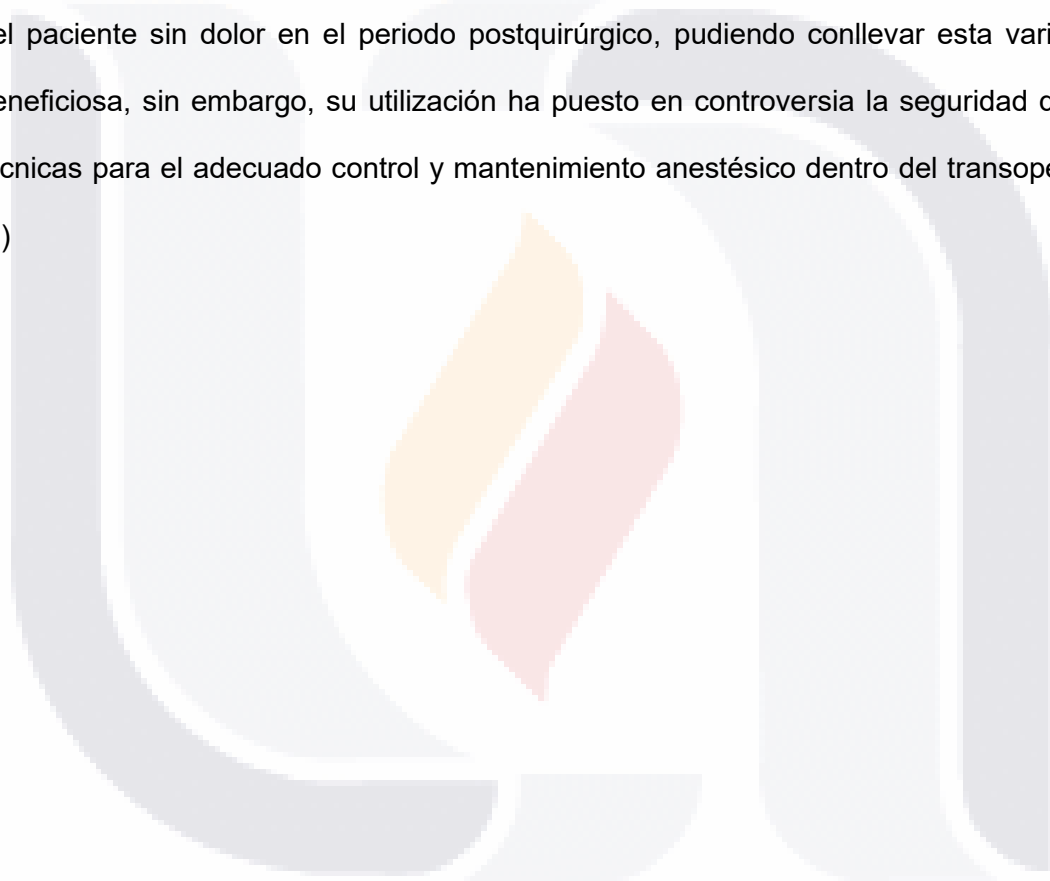 el paciente sin dolor en el periodo postquirúrgico, pudiendo conllevar esta vari
eneficiosa, sin embargo, su utilización ha puesto en controversia la seguridad d
cnicas para el adecuado control y mantenimiento anestésico dentro del transope
)